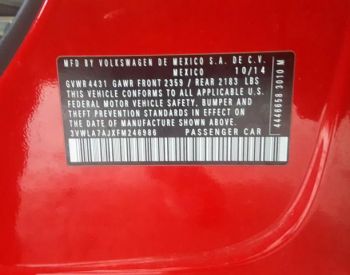 MFD BY VOLKSWAGEN DE MEXICO S.A. DE C.V.
MEXICO 10/14
GVWR 4431 GAWR FRONT 2359 / REAR 2183 LBS
THIS VEHICLE CONFORMS TO ALL APPLICABLE U.S.
FEDERAL MOTOR VEHICLE SAFETY, BUMPER AND
THEFT PREVENTION STANDARDS IN EFFECT ON
THE DATE OF MANUFACTURE SHOWN ABOVE.
3VWLA7AJXFM246986 PASSENGER CAR
4446658 3010 M